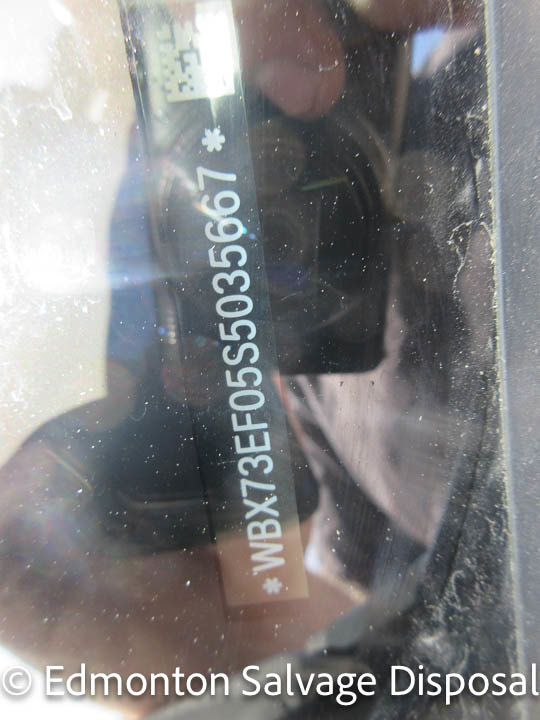 *WBX73EF05S5035667*
© Edmonton Salvage Disposal